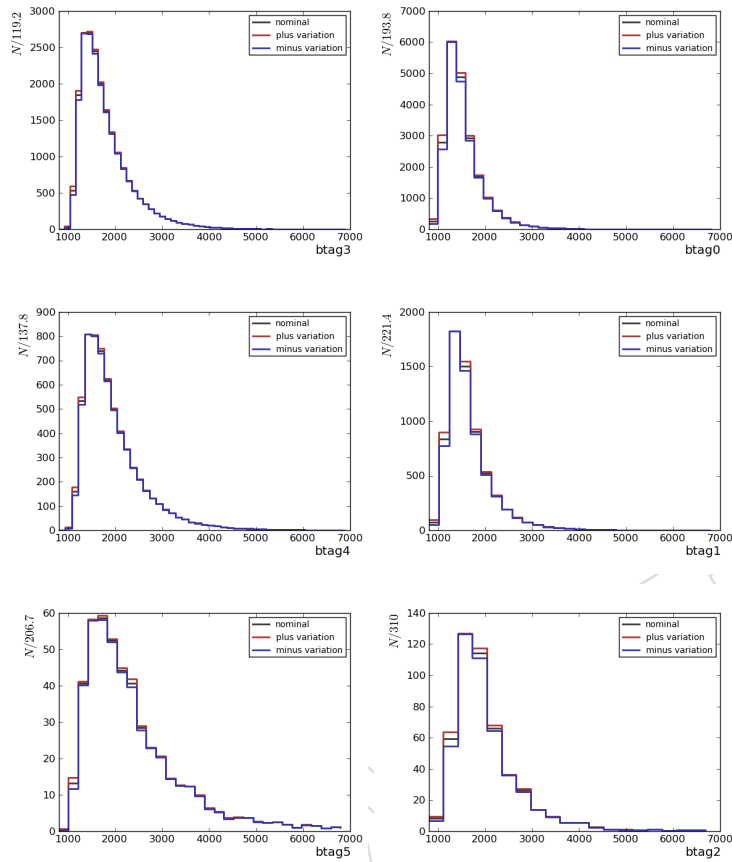 N/119.2
3000
2500
2000
1500
1000
500
0
1000 2000 3000 4000 5000 6000 7000
btag3
nominal
plus variation
minus variation
N/193.8
8000
7000
6000
5000
4000
3000
2000
1000
0
1000 2000 3000 4000 5000 6000 7000
btag0
nominal
plus variation
minus variation
N/137.8
900
800
700
600
500
400
300
200
100
0
1000 2000 3000 4000 5000 6000 7000
btag4
nominal
plus variation
minus variation
N/221.4
2000
1500
1000
500
0
1000 2000 3000 4000 5000 6000 7000
btag1
nominal
plus variation
minus variation
N/206.7
60
50
40
30
20
10
0
1000 2000 3000 4000 5000 6000 7000
btag5
nominal
plus variation
minus variation
N/310
140
120
100
80
60
40
20
0
1000 2000 3000 4000 5000 6000 7000
btag2
nominal
plus variation
minus variation